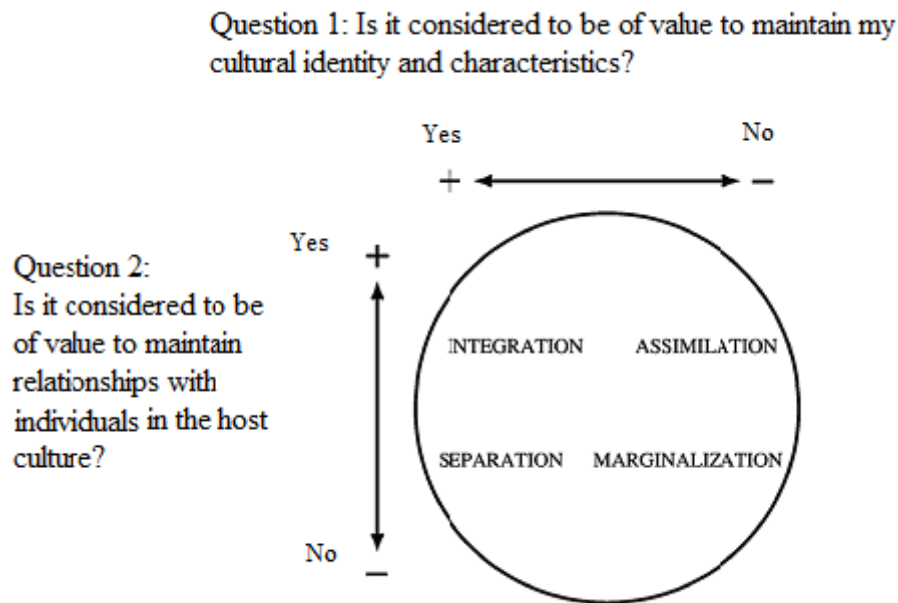 Question 1: Is it considered to be of value to maintain my
cultural identity and characteristics?
Yes
No
+
−
Yes
+
Question 2:
Is it considered to be
of value to maintain
relationships with
individuals in the host
culture?
INTEGRATION
ASSIMILATION
SEPARATION
MARGINALIZATION
No
−